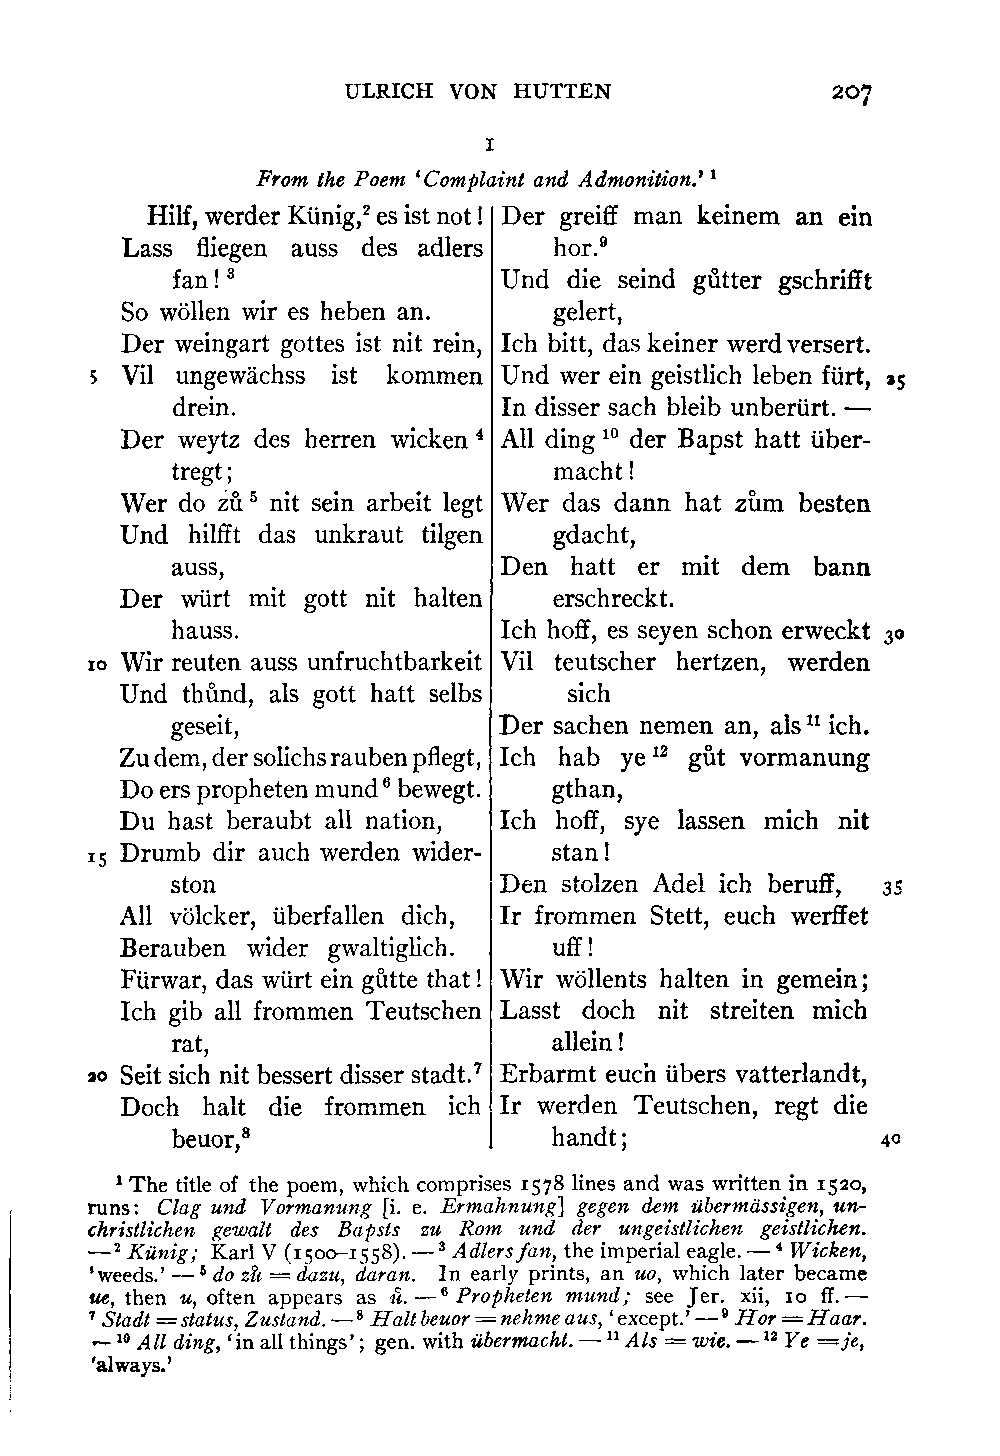 ULRICH VON HUTTEN 207
1
From the Poem ‘Complaint and Admonition.’ ¹
Hilf, werder Künig,² es ist not!
Lass fliegen auss des adlers
fan! ³
So wöllen wir es heben an.
Der weingart gottes ist nit rein,
5 Vil ungewächss ist kommen
drein.
Der weytz des herren wicken ⁴
tregt;
Wer do zů ⁵ nit sein arbeit legt
Und hilfft das unkraut tilgen
auss,
Der würt mit gott nit halten
hauss.
10 Wir reuten auss unfruchtbarkeit
Und thůnd, als gott hatt selbs
geseit,
Zu dem, der solichs rauben pflegt,
Do ers propheten mund ⁶ bewegt.
Du hast beraubt all nation,
15 Drumb dir auch werden wider-
ston
All völcker, überfallen dich,
Berauben wider gwaltiglich.
Fürwar, das würt ein gůtte that!
Ich gib all frommen Teutschen
rat,
20 Seit sich nit bessert disser stadt.⁷
Doch halt die frommen ich
beuor,⁸
Der greiff man keinem an ein
hor.⁹
Und die seind gůtter gschrifft
gelert,
Ich bitt, das keiner werd versert.
Und wer ein geistlich leben fürt, 25
In disser sach bleib unberürt. —
All ding ¹⁰ der Bapst hatt über-
macht!
Wer das dann hat zům besten
gdacht,
Den hatt er mit dem bann
erschreckt.
Ich hoff, es seyen schon erweckt 30
Vil teutscher hertzen, werden
sich
Der sachen nemen an, als ¹¹ ich.
Ich hab ye ¹² gůt vormanung
gthan,
Ich hoff, sye lassen mich nit
stan!
Den stolzen Adel ich beruff, 35
Ir frommen Stett, euch werffet
uff!
Wir wöllents halten in gemein;
Lasst doch nit streiten mich
allein!
Erbarmt euch übers vatterlandt,
Ir werden Teutschen, regt die
handt; 40
¹ The title of the poem, which comprises 1578 lines and was written in 1520,
runs: Clag und Vormanung [i. e. Ermahnung] gegen dem übermässigen, un-
christlichen gewalt des Bapsts zu Rom und der ungeistlichen geistlichen.
— ² Künig; Karl V (1500–1558). — ³ Adlers fan, the imperial eagle. — ⁴ Wicken,
‘weeds.’ — ⁵ do zů = dazu, daran. In early prints, an uo, which later became
ue, then u, often appears as ů. — ⁶ Propheten mund; see Jer. xii, 10 ff. —
⁷ Stadt = status, Zustand. — ⁸ Halt beuor = nehme aus, ‘except.’ — ⁹ Hor = Haar.
— ¹⁰ All ding, ‘in all things’; gen. with übermacht. — ¹¹ Als = wie. — ¹² Ye = je,
‘always.’